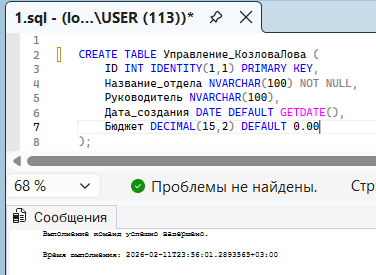 1.sql - (lo...\USER (113))*
1
2 CREATE TABLE Управление_КозловаЛова (
3 ID INT IDENTITY(1,1) PRIMARY KEY,
4 Название_отдела NVARCHAR(100) NOT NULL,
5 Руководитель NVARCHAR(100),
6 Дата_создания DATE DEFAULT GETDATE(),
7 Бюджет DECIMAL(15,2) DEFAULT 0.00
8 );
68 % Проблемы не найдены. Стр
Сообщения
Выполнение команд успешно завершено.
Время выполнения: 2026-02-11T23:56:01.2893565+03:00